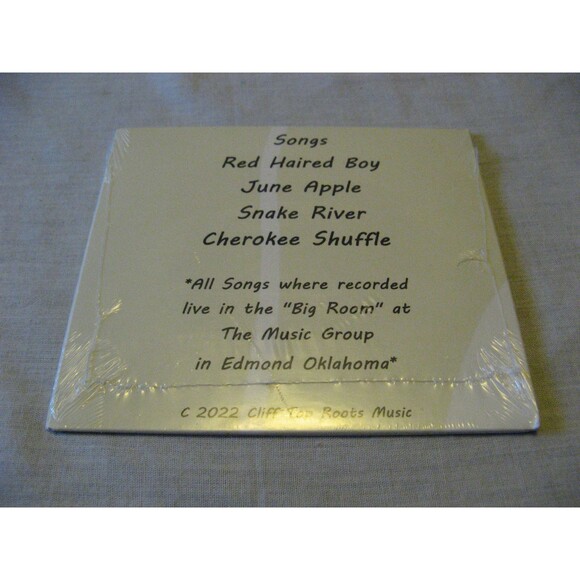 Songs
Red Haired Boy
June Apple
Snake River
Cherokee Shuffle
*All Songs where recorded
live in the "Big Room" at
The Music Group
in Edmond Oklahoma*
C 2022 Cliff Top Roots Music